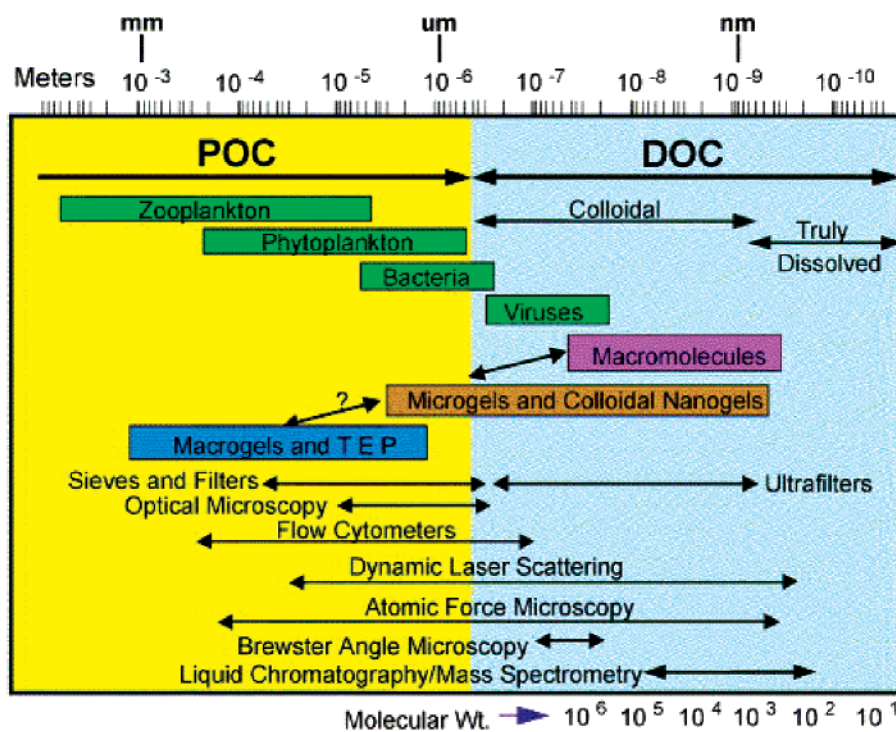 mm um nm
Meters 10 -3 10 -4 10 -5 10 -6 10 -7 10 -8 10 -9 10 -10
POC DOC
Zooplankton Colloidal
Phytoplankton Truly
Dissolved
Bacteria
Viruses
Macromolecules
? Microgels and Colloidal Nanogels
Macrogels and T E P
Sieves and Filters Ultrafilters
Optical Microscopy
Flow Cytometers
Dynamic Laser Scattering
Atomic Force Microscopy
Brewster Angle Microscopy
Liquid Chromatography/Mass Spectrometry
Molecular Wt. 10 6 10 5 10 4 10 3 10 2 10 1